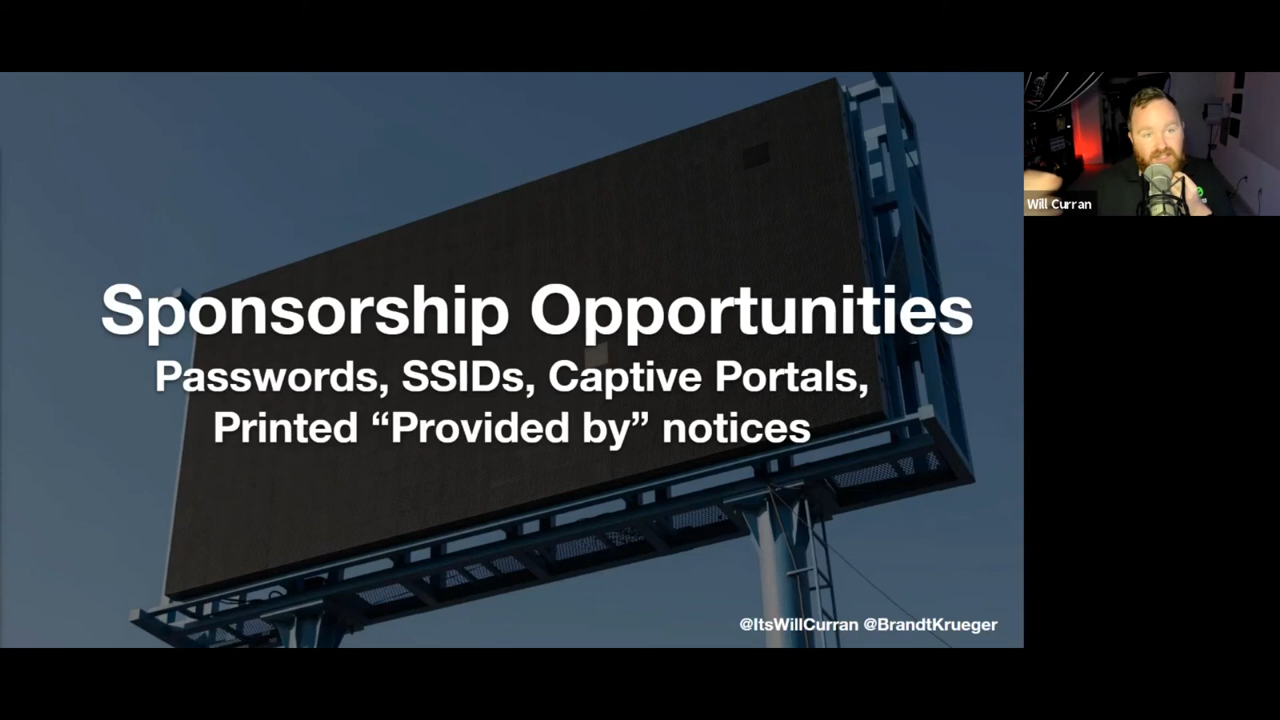 Sponsorship Opportunities
Passwords, SSIDs, Captive Portals,
Printed “Provided by” notices
@ItsWillCurran @BrandtKrueger
Will Curran